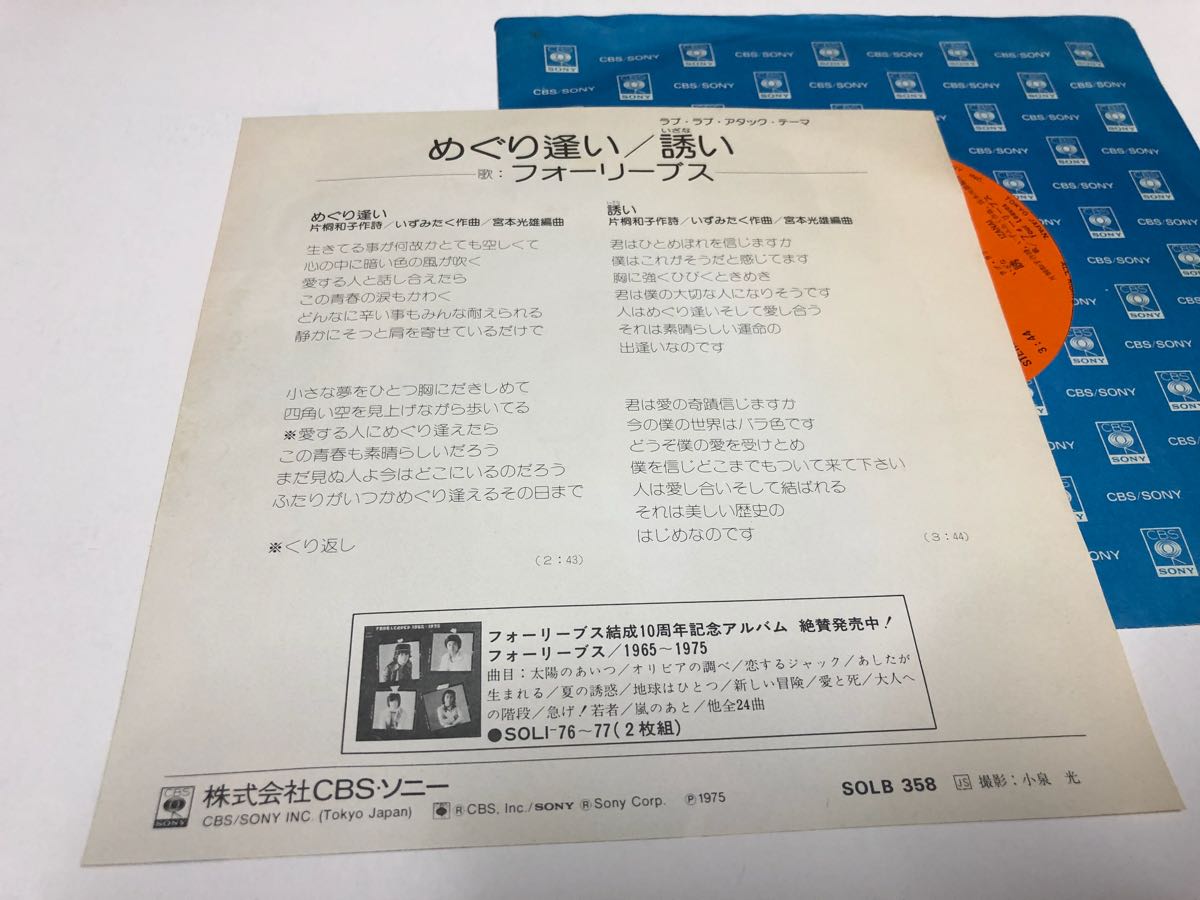 ラブ・ラブ・アタック・テーマ
めぐり逢い/誘い
いざな
歌:フォーリーブス
めぐり逢い
片桐和子作詩/いずみたく作曲/宮本光雄編曲
生きてる事が何故かとても空しくて
心の中に暗い色の風が吹く
愛する人と話し合えたら
この青春の涙もかわく
どんなに辛い事もみんな耐えられる
静かにそっと肩を寄せているだけで
小さな夢をひとつ胸にだきしめて
四角い空を見上げながら歩いてる
※愛する人にめぐり逢えたら
この青春も素晴らしいだろう
まだ見ぬ人よ今はどこにいるのだろう
ふたりがいつかめぐり逢えるその日まで
※くり返し
(2:43)
誘い
片桐和子作詩/いずみたく作曲/宮本光雄編曲
君はひとめぼれを信じますか
僕はこれがそうだと感じてます
胸に強くひびくときめき
君は僕の大切な人になりそうです
人はめぐり逢いそして愛し合う
それは素晴らしい運命の
出逢いなのです
君は愛の奇蹟信じますか
今の僕の世界はバラ色です
どうぞ僕の愛を受けとめ
僕を信じどこまでもついて来て下さい
人は愛し合いそして結ばれる
それは美しい歴史の
はじめなのです
(3:44)
フォーリーブス結成10周年記念アルバム 絶賛発売中!
フォーリーブス/1965~1975
曲目:太陽のあいつ/オリビアの調べ/恋するジャック/あしたが
生まれる/夏の誘惑/地球はひとつ/新しい冒険/愛と死/大人へ
の階段/急げ!若者/嵐のあと/他全24曲
●SOLI-76~77(2枚組)
CBS
SONY
株式会社CBS・ソニー
CBS/SONY INC. (Tokyo Japan)
Ⓡ CBS, Inc./SONY Ⓡ Sony Corp. Ⓟ1975
SOLB 358
JS 撮影:小泉 光
CBS SONY
CBS/SONY
3:44